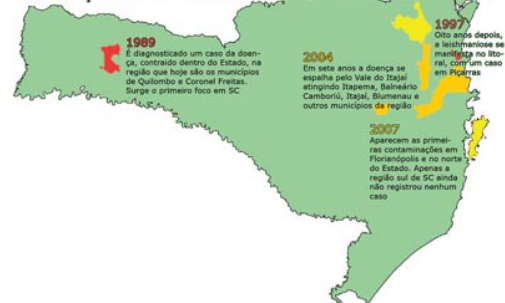 1989
É diagnosticado um caso da doen-
ça, contraido dentro do Estado, na
região que hoje são os municípios
de Quilombo e Coronel Freitas.
Surge o primeiro foco em SC
1997
Oito anos depois,
a leishmaniose se
manifesta no lito-
ral, com um caso
em Piçarras
2004
Em sete anos a doença se
espalha pelo Vale do Itajaí
atingindo Itapema, Balneário
Camboriú, Itajaí, Blumenau e
outros municípios da região
2007
Aparecem as primei-
ras contaminações em
Florianópolis e no norte
do Estado. Apenas a
região sul de SC ainda
não registrou nenhum
caso